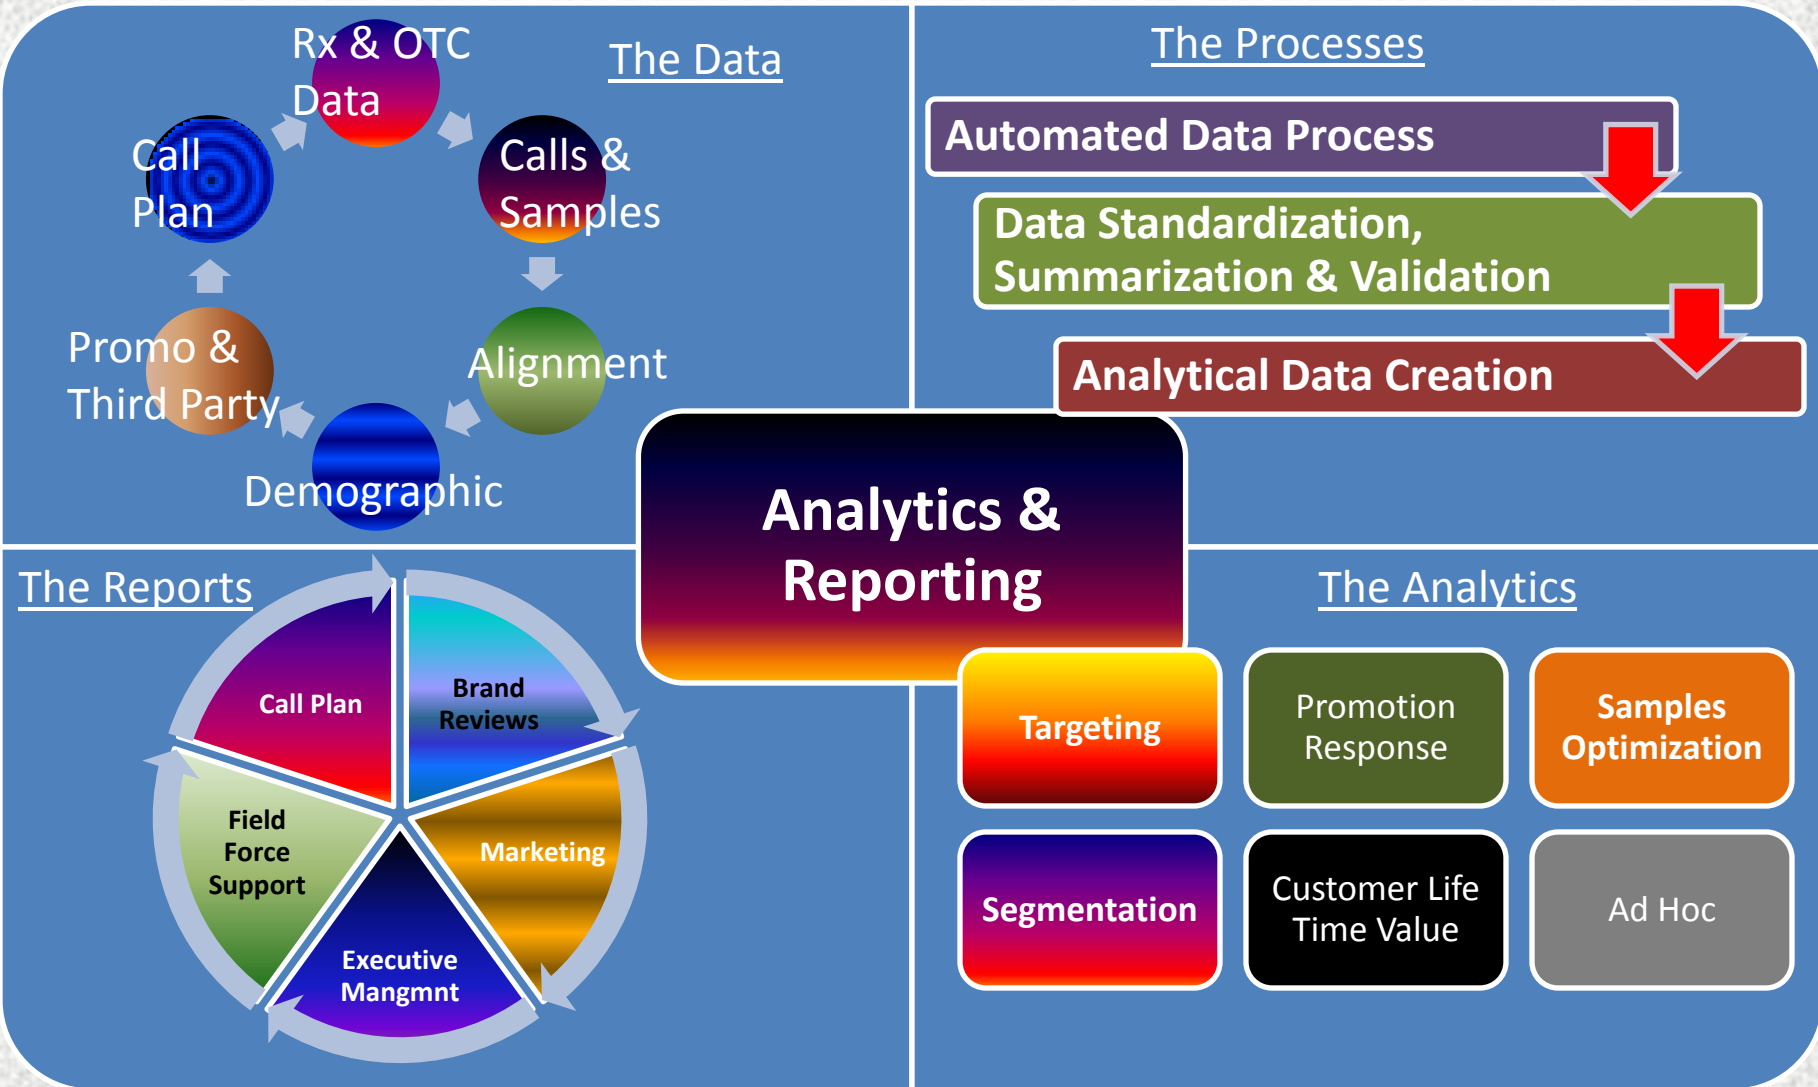 The Data
Rx & OTC
Data
Calls &
Samples
Alignment
Demographic
Promo &
Third Party
Call
Plan
The Processes
Automated Data Process
Data Standardization,
Summarization & Validation
Analytical Data Creation
Analytics &
Reporting
The Reports
Brand
Reviews
Marketing
Executive
Mangmnt
Field
Force
Support
Call Plan
The Analytics
Targeting
Promotion
Response
Samples
Optimization
Segmentation
Customer Life
Time Value
Ad Hoc